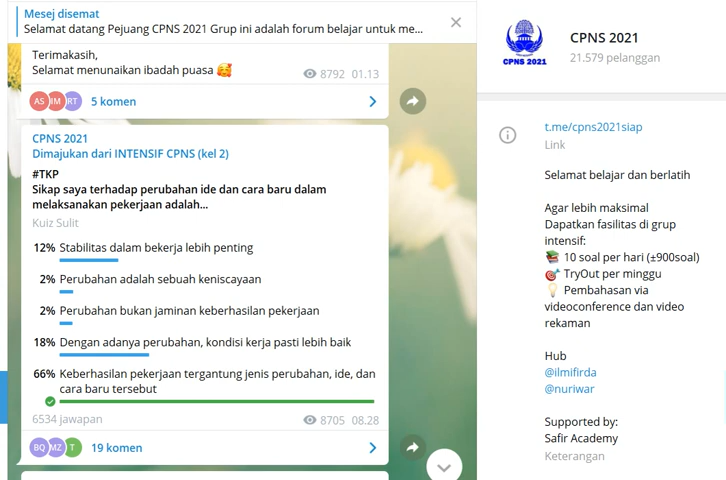 Mesej disemat
Selamat datang Pejuang CPNS 2021 Grup ini adalah forum belajar untuk me...
Terimakasih,
Selamat menunaikan ibadah puasa 🥰
8792 01.13
AS IM RT 5 komen
CPNS 2021
Dimajukan dari INTENSIF CPNS (kel 2)
#TKP
Sikap saya terhadap perubahan ide dan cara baru dalam
melaksanakan pekerjaan adalah...
Kuiz Sulit
12% Stabilitas dalam bekerja lebih penting
2% Perubahan adalah sebuah keniscayaan
2% Perubahan bukan jaminan keberhasilan pekerjaan
18% Dengan adanya perubahan, kondisi kerja pasti lebih baik
66% Keberhasilan pekerjaan tergantung jenis perubahan, ide, dan
cara baru tersebut
6534 jawapan
8705 08.28
BQ MZ T 19 komen
CPNS 2021
CPNS 2021
21.579 pelanggan
t.me/cpns2021siap
Link
Selamat belajar dan berlatih
Agar lebih maksimal
Dapatkan fasilitas di grup
intensif:
📚 10 soal per hari (±900soal)
🎯 TryOut per minggu
💡 Pembahasan via
videoconference dan video
rekaman
Hub
@ilmifirda
@nuriwar
Supported by:
Safir Academy
Keterangan